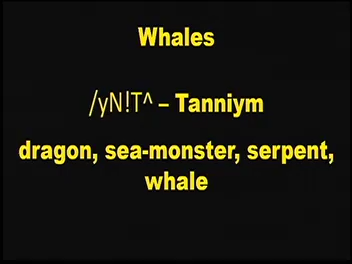 Whales
/yN!T^ – Tanniym
dragon, sea-monster, serpent,
whale